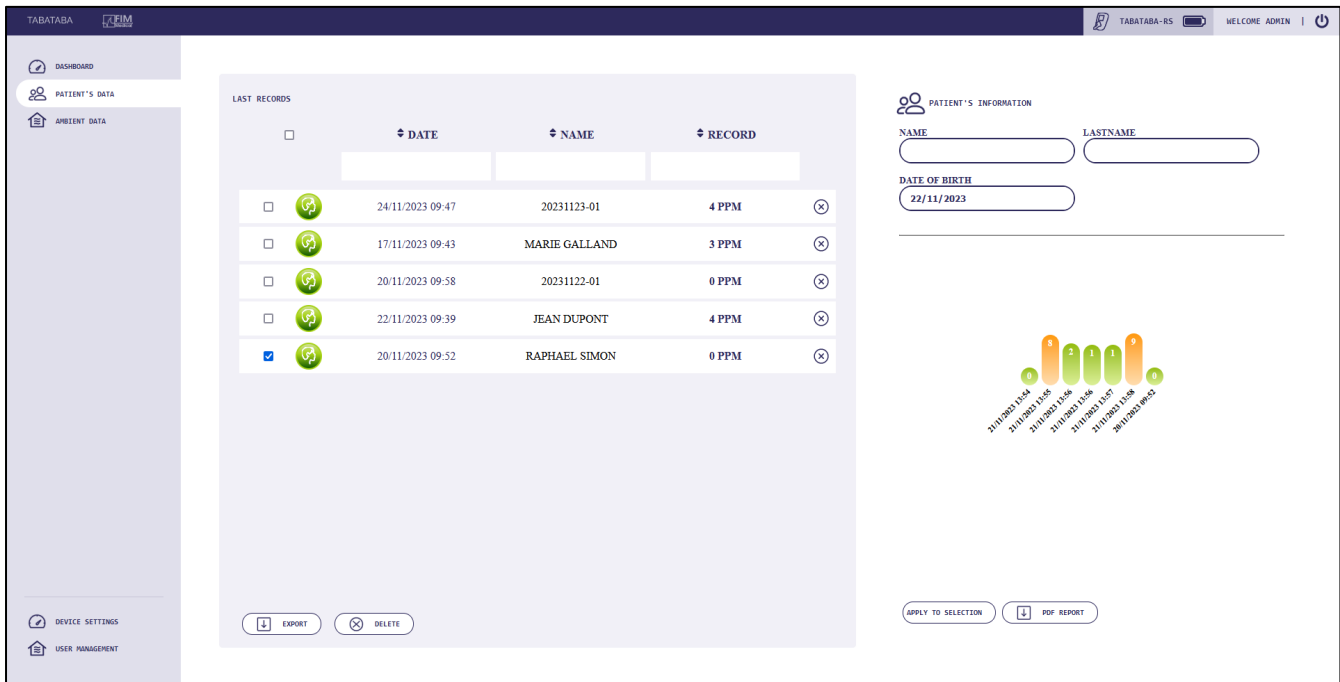 TABATABA
FIM
TABATABA-RS
WELCOME ADMIN |
DASHBOARD
PATIENT'S DATA
AMBIENT DATA
DEVICE SETTINGS
USER MANAGEMENT
LAST RECORDS
DATE NAME RECORD
24/11/2023 09:47 20231123-01 4 PPM
17/11/2023 09:43 MARIE GALLAND 3 PPM
20/11/2023 09:58 20231122-01 0 PPM
22/11/2023 09:39 JEAN DUPONT 4 PPM
20/11/2023 09:52 RAPHAEL SIMON 0 PPM
EXPORT DELETE
PATIENT'S INFORMATION
NAME LASTNAME
DATE OF BIRTH
22/11/2023
0 8 2 1 1 9 0
21/11/2023 13:54
21/11/2023 13:55
21/11/2023 13:56
21/11/2023 13:56
21/11/2023 13:57
21/11/2023 13:58
20/11/2023 09:52
APPLY TO SELECTION PDF REPORT